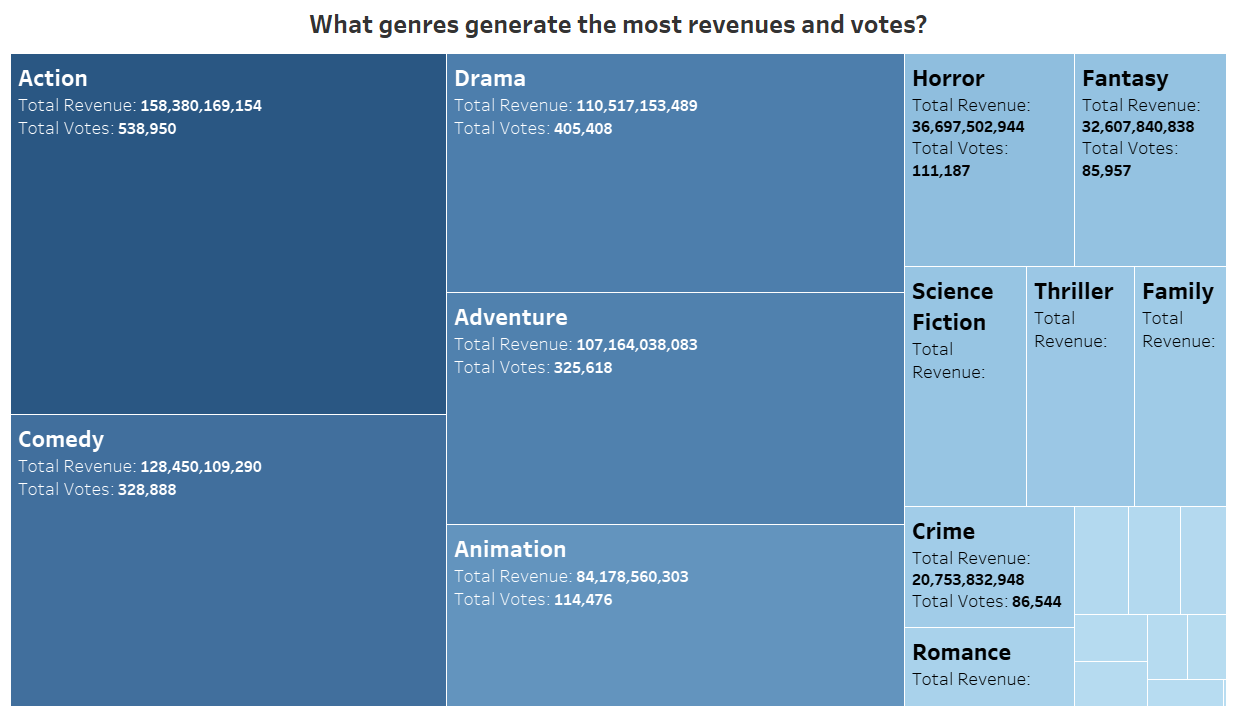 What genres generate the most revenues and votes?
Action
Total Revenue: 158,380,169,154
Total Votes: 538,950
Comedy
Total Revenue: 128,450,109,290
Total Votes: 328,888
Drama
Total Revenue: 110,517,153,489
Total Votes: 405,408
Adventure
Total Revenue: 107,164,038,083
Total Votes: 325,618
Animation
Total Revenue: 84,178,560,303
Total Votes: 114,476
Horror
Total Revenue:
36,697,502,944
Total Votes:
111,187
Fantasy
Total Revenue:
32,607,840,838
Total Votes:
85,957
Science
Fiction
Total
Revenue:
Thriller
Total
Revenue:
Family
Total
Revenue:
Crime
Total Revenue:
20,753,832,948
Total Votes: 86,544
Romance
Total Revenue: